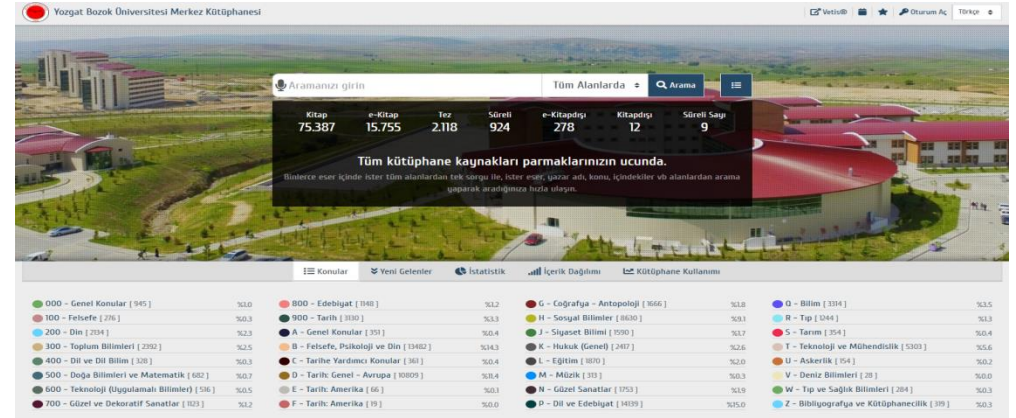 Yozgat Bozok Üniversitesi Merkez Kütüphanesi
Vetis® Oturum Aç Türkçe
Aramanızı girin Tüm Alanlarda Arama
Kitap e-Kitap Tez Süreli e-Kitapdışı Kitapdışı Süreli Sayı
75.387 15.755 2.118 924 278 12 9
Tüm kütüphane kaynakları parmaklarınızın ucunda.
Binlerce eser içinde ister tüm alanlardan tek sorgu ile, ister eser, yazar adı, konu, içindekiler vb alanlardan arama
yaparak aradığınıza hızla ulaşın.
Konular Yeni Gelenler İstatistik İçerik Dağılımı Kütüphane Kullanımı
000 - Genel Konular [ 945 ] %1.0 800 - Edebiyat [ 1148 ] %1.2 G - Coğrafya - Antopoloji [ 1666 ] %1.8 Q - Bilim [ 3314 ] %3.5
100 - Felsefe [ 276 ] %0.3 900 - Tarih [ 3130 ] %3.3 H - Sosyal Bilimler [ 8630 ] %9.1 R - Tıp [ 1244 ] %1.3
200 - Din [ 2134 ] %2.3 A - Genel Konular [ 351 ] %0.4 J - Siyaset Bilimi [ 1590 ] %1.7 S - Tarım [ 354 ] %0.4
300 - Toplum Bilimleri [ 2392 ] %2.5 B - Felsefe, Psikoloji ve Din [ 13482 ] %14.3 K - Hukuk (Genel) [ 2417 ] %2.6 T - Teknoloji ve Mühendislik [ 5303 ] %5.6
400 - Dil ve Dil Bilim [ 328 ] %0.3 C - Tarihe Yardımcı Konular [ 361 ] %0.4 L - Eğitim [ 1870 ] %2.0 U - Askerlik [ 154 ] %0.2
500 - Doğa Bilimleri ve Matematik [ 682 ] %0.7 D - Tarih: Genel - Avrupa [ 10809 ] %11.4 M - Müzik [ 313 ] %0.3 V - Deniz Bilimleri [ 28 ] %0.0
600 - Teknoloji (Uygulamalı Bilimler) [ 516 ] %0.5 E - Tarih: Amerika [ 66 ] %0.1 N - Güzel Sanatlar [ 1753 ] %1.9 W - Tıp ve Sağlık Bilimleri [ 284 ] %0.3
700 - Güzel ve Dekoratif Sanatlar [ 1123 ] %1.2 F - Tarih: Amerika [ 19 ] %0.0 P - Dil ve Edebiyat [ 14139 ] %15.0 Z - Bibliyografya ve Kütüphanecilik [ 319 ] %0.3